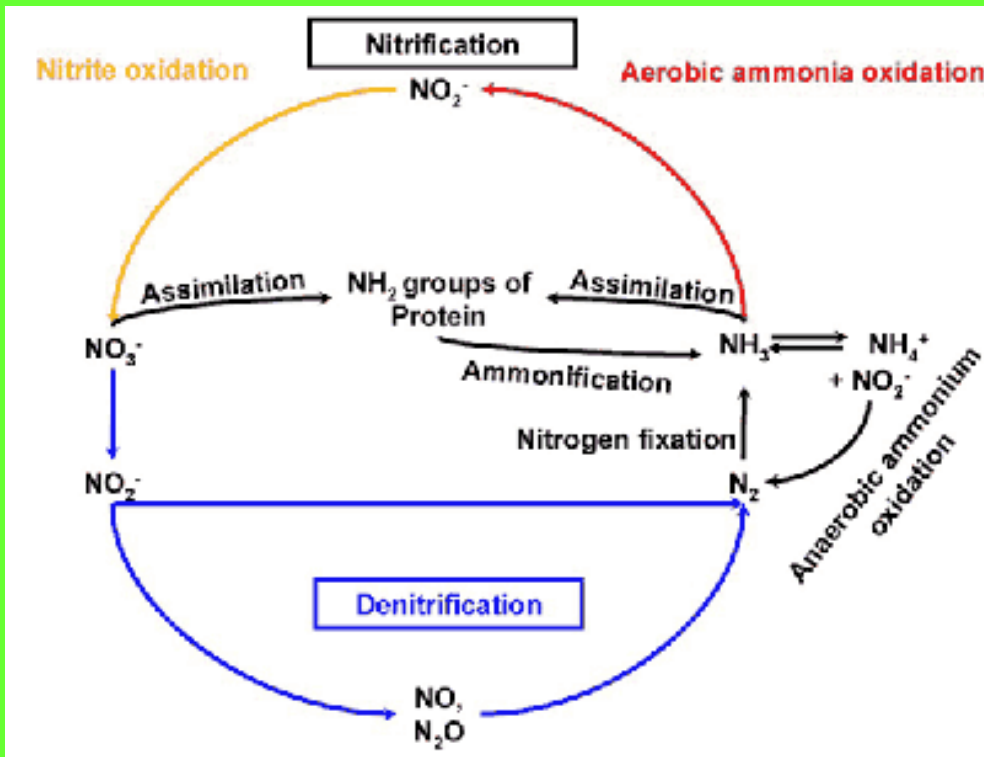 Nitrification
Nitrite oxidation
Aerobic ammonia oxidation
NO₂⁻
Assimilation
NH₂ groups of
Protein
Assimilation
NO₃⁻
NH₃
NH₄⁺
+ NO₂⁻
Ammonification
Nitrogen fixation
Anaerobic ammonium
oxidation
NO₂⁻
N₂
Denitrification
NO,
N₂O